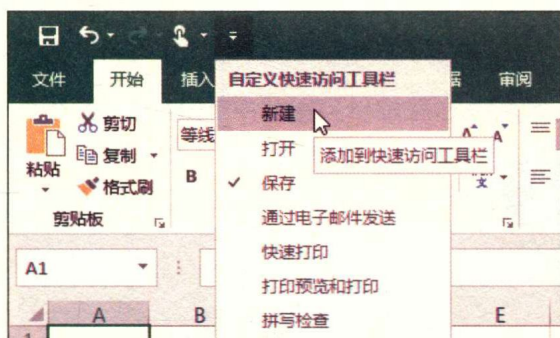 文件 开始 插入 自定义快速访问工具栏 据 审阅
新建
剪切 等线
打开 添加到快速访问工具栏
复制
粘贴 B ✓ 保存 文
格式刷
剪贴板 通过电子邮件发送
快速打印
A1
打印预览和打印
A B 拼写检查 E
1